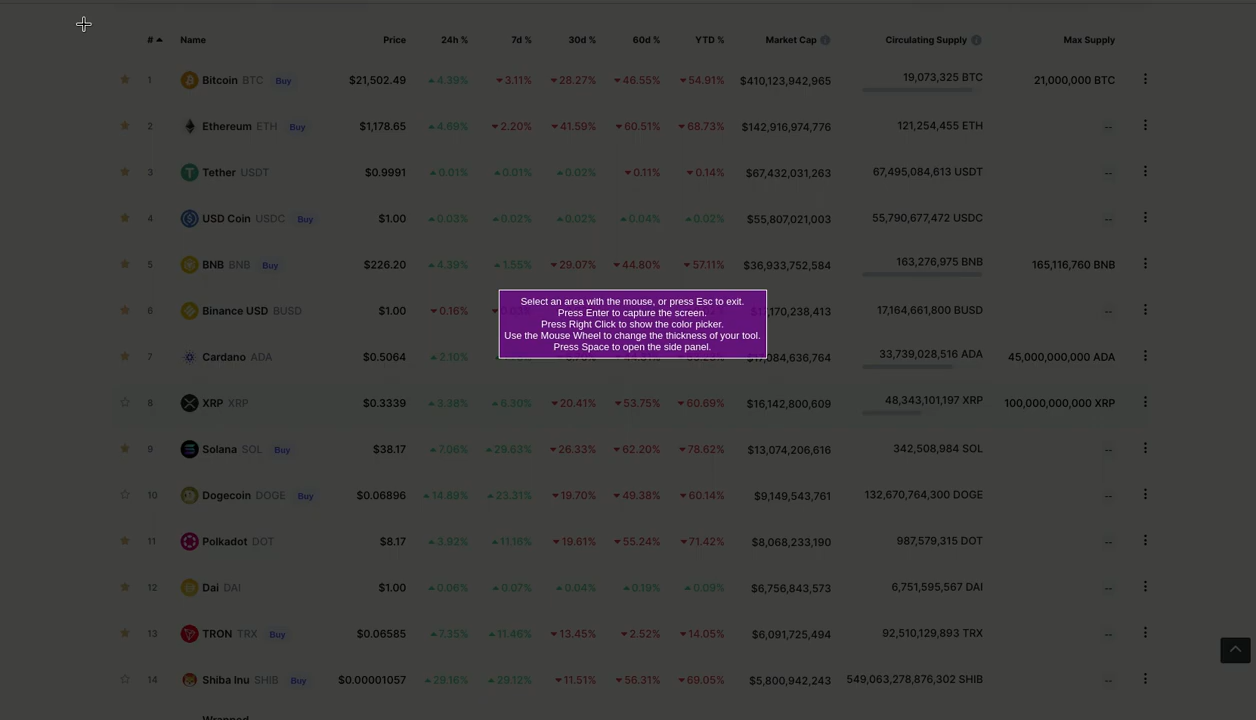 # Name Price 24h % 7d % 30d % 60d % YTD % Market Cap Circulating Supply Max Supply
1 Bitcoin BTC Buy $21,502.49 4.39% 3.11% 28.27% 46.55% 54.91% $410,123,942,965 19,073,325 BTC 21,000,000 BTC
2 Ethereum ETH Buy $1,178.65 4.69% 2.20% 41.59% 60.51% 68.73% $142,916,974,776 121,254,455 ETH --
3 Tether USDT $0.9991 0.01% 0.01% 0.02% 0.11% 0.14% $67,432,031,263 67,495,084,613 USDT --
4 USD Coin USDC Buy $1.00 0.03% 0.02% 0.02% 0.04% 0.02% $55,807,021,003 55,790,677,472 USDC --
5 BNB BNB Buy $226.20 4.39% 1.55% 29.07% 44.80% 57.11% $36,933,752,584 163,276,975 BNB 165,116,760 BNB
Select an area with the mouse, or press Esc to exit.
Press Enter to capture the screen.
Press Right Click to show the color picker.
Use the Mouse Wheel to change the thickness of your tool.
Press Space to open the side panel.
6 Binance USD BUSD $1.00 0.16% 17,164,661,800 BUSD --
7 Cardano ADA $0.5064 2.10% 33,739,028,516 ADA 45,000,000,000 ADA
8 XRP XRP $0.3339 3.38% 6.30% 20.41% 53.75% 60.69% $16,142,800,609 48,343,101,197 XRP 100,000,000,000 XRP
9 Solana SOL Buy $38.17 7.06% 29.63% 26.33% 62.20% 78.62% $13,074,206,616 342,508,984 SOL --
10 Dogecoin DOGE Buy $0.06896 14.89% 23.31% 19.70% 49.38% 60.14% $9,149,543,761 132,670,764,300 DOGE --
11 Polkadot DOT $8.17 3.92% 11.16% 19.61% 55.24% 71.42% $8,068,233,190 987,579,315 DOT --
12 Dai DAI $1.00 0.06% 0.07% 0.04% 0.19% 0.09% $6,756,843,573 6,751,595,567 DAI --
13 TRON TRX Buy $0.06585 7.35% 11.46% 13.45% 2.52% 14.05% $6,091,725,494 92,510,129,893 TRX --
14 Shiba Inu SHIB Buy $0.00001057 29.16% 29.12% 11.51% 56.31% 69.05% $5,800,942,243 549,063,278,876,302 SHIB --
Wrapped